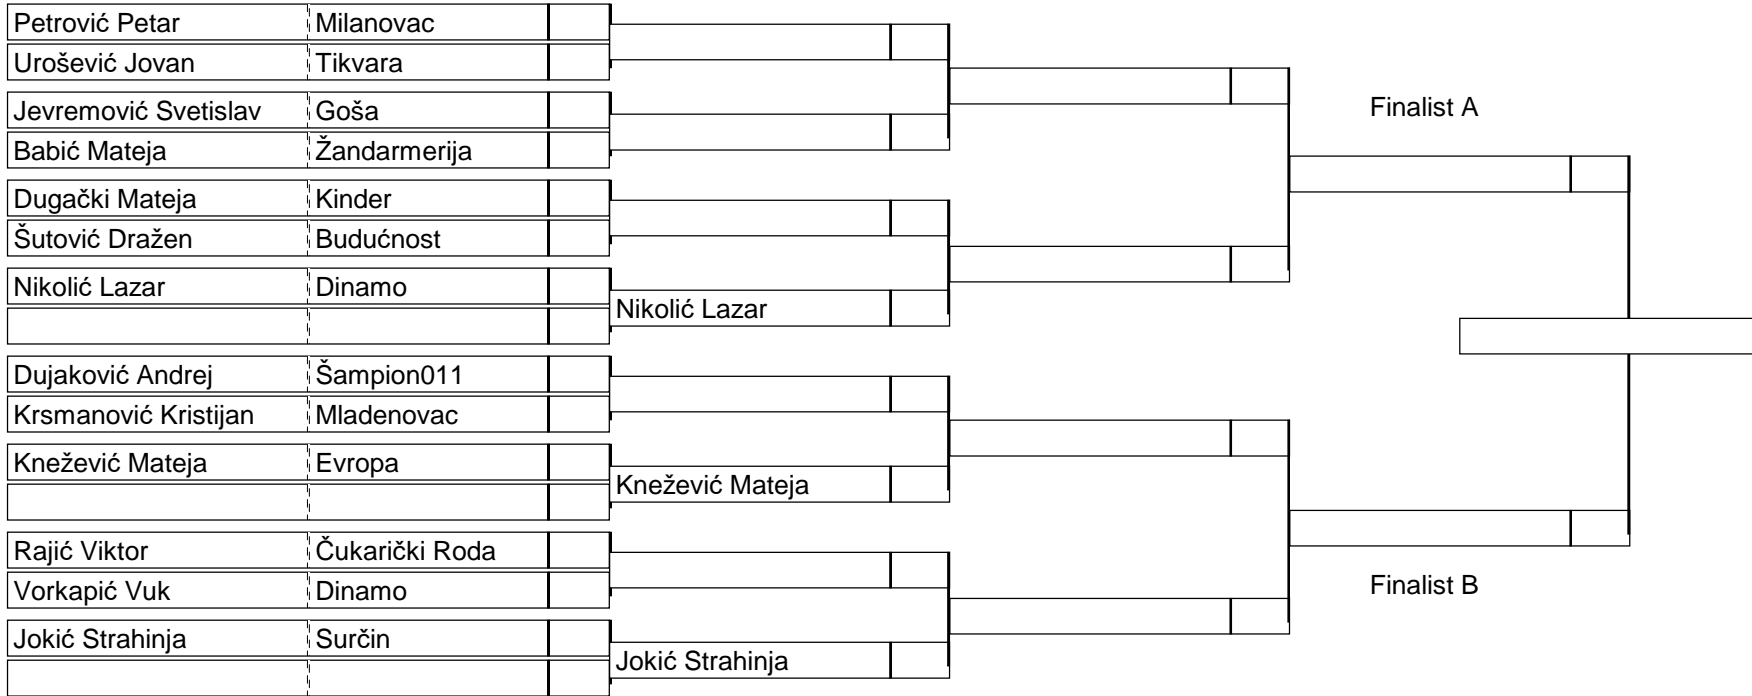 Petrović Petar Milanovac
Urošević Jovan Tikvara
Jevremović Svetislav Goša
Finalist A
Babić Mateja Žandarmerija
Dugački Mateja Kinder
Šutović Dražen Budućnost
Nikolić Lazar Dinamo
Nikolić Lazar
Dujaković Andrej Šampion011
Krsmanović Kristijan Mladenovac
Knežević Mateja Evropa
Knežević Mateja
Rajić Viktor Čukarički Roda
Vorkapić Vuk Dinamo
Finalist B
Jokić Strahinja Surčin
Jokić Strahinja